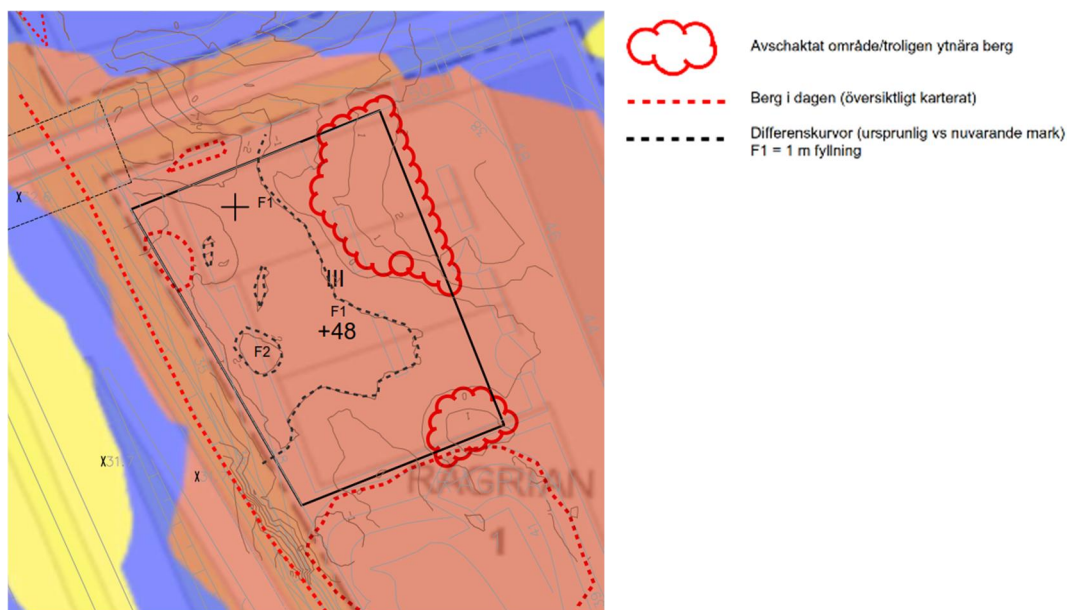 Avschaktat område/troligen ytnära berg
Berg i dagen (översiktligt karterat)
Differenskurvor (ursprunlig vs nuvarande mark)
F1 = 1 m fyllning
F1
III
F1
+48
F2
X
X
X
RAGRIAN
1